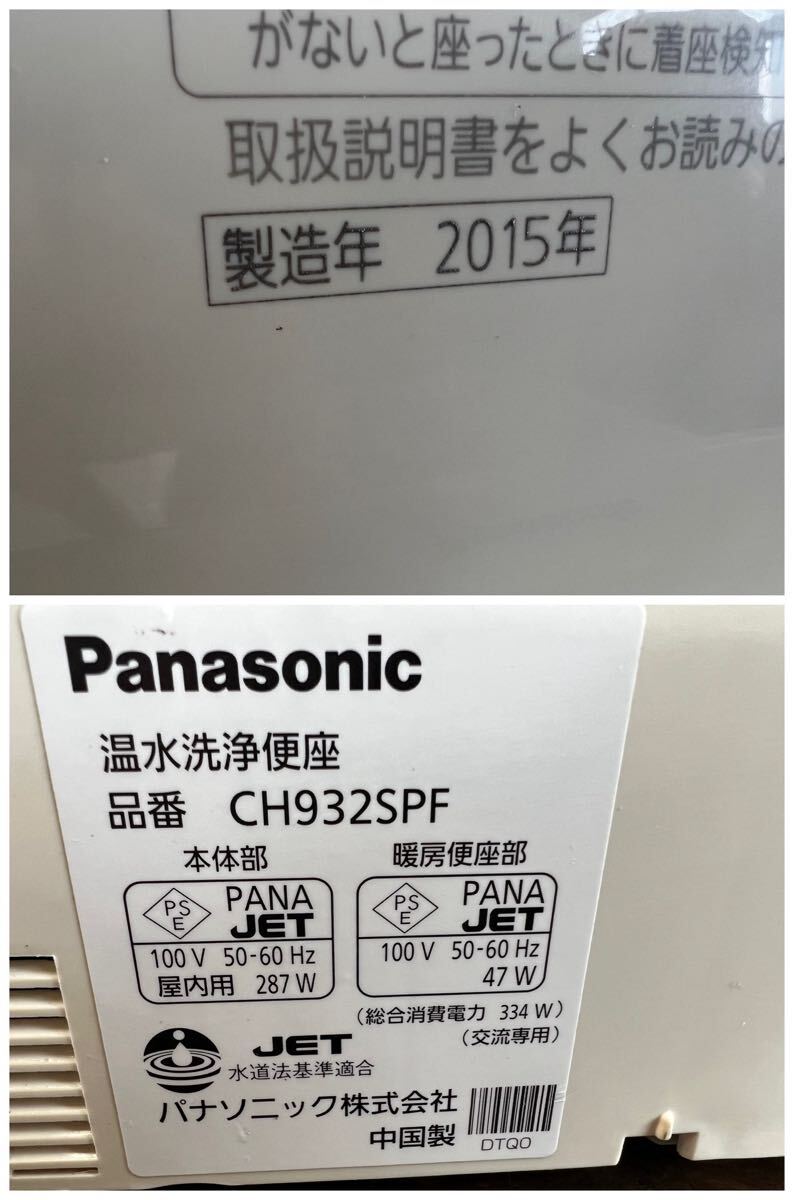 がないと座ったときに着座検知
取扱説明書をよくお読みの
製造年 2015年
Panasonic
温水洗浄便座
品番 CH932SPF
本体部 暖房便座部
PS E PANA JET PS E PANA JET
100 V 50-60 Hz 100 V 50-60 Hz
屋内用 287 W 47 W
(総合消費電力 334 W)
(交流専用)
JET
水道法基準適合
パナソニック株式会社
中国製 DTQ0